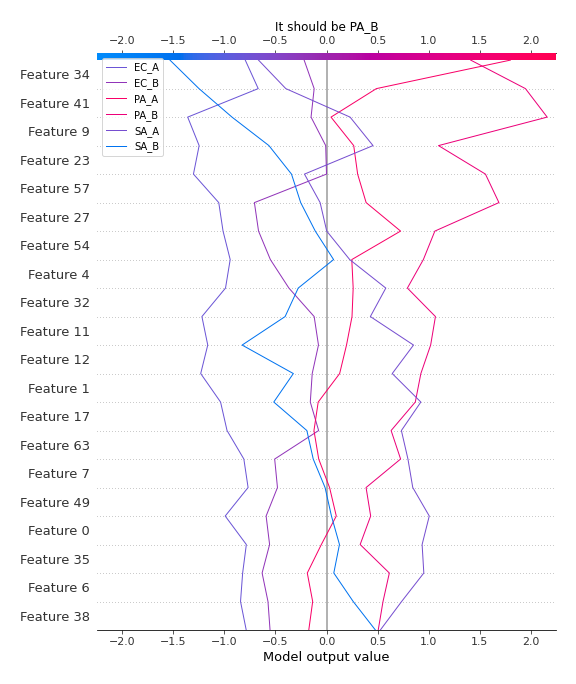 It should be PA_B
−2.0 −1.5 −1.0 −0.5 0.0 0.5 1.0 1.5 2.0
EC_A
EC_B
PA_A
PA_B
SA_A
SA_B
Feature 34
Feature 41
Feature 9
Feature 23
Feature 57
Feature 27
Feature 54
Feature 4
Feature 32
Feature 11
Feature 12
Feature 1
Feature 17
Feature 63
Feature 7
Feature 49
Feature 0
Feature 35
Feature 6
Feature 38
−2.0 −1.5 −1.0 −0.5 0.0 0.5 1.0 1.5 2.0
Model output value